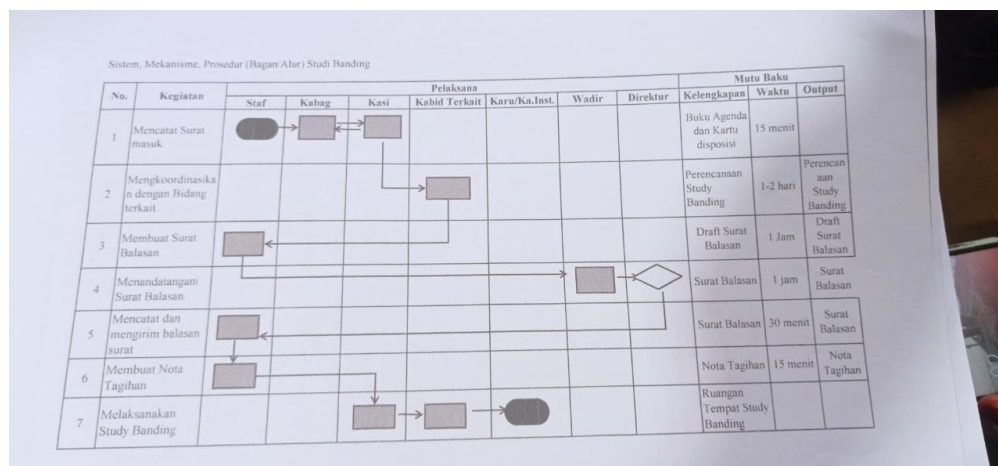 Sistem, Mekanisme, Prosedur (Bagan/Alur) Studi Banding
No.
Kegiatan
Pelaksana
Mutu Baku
Staf
Kabag
Kasi
Kabid Terkait
Karu/Ka.Inst.
Wadir
Direktur
Kelengkapan
Waktu
Output
1
Mencatat Surat
masuk.
Buku Agenda
dan Kartu
disposisi
15 menit
2
Mengkoordinasika
n dengan Bidang
terkait.
Perencanaan
Study
Banding
1-2 hari
Perencan
aan
Study
Banding
3
Membuat Surat
Balasan
Draft Surat
Balasan
1 Jam
Draft
Surat
Balasan
4
Menandatangani
Surat Balasan.
Surat Balasan
1 jam
Surat
Balasan
5
Mencatat dan
mengirim balasan
surat
Surat Balasan
30 menit
Surat
Balasan
6
Membuat Nota
Tagihan
Nota Tagihan
15 menit
Nota
Tagihan
7
Melaksanakan
Study Banding
Ruangan
Tempat Study
Banding